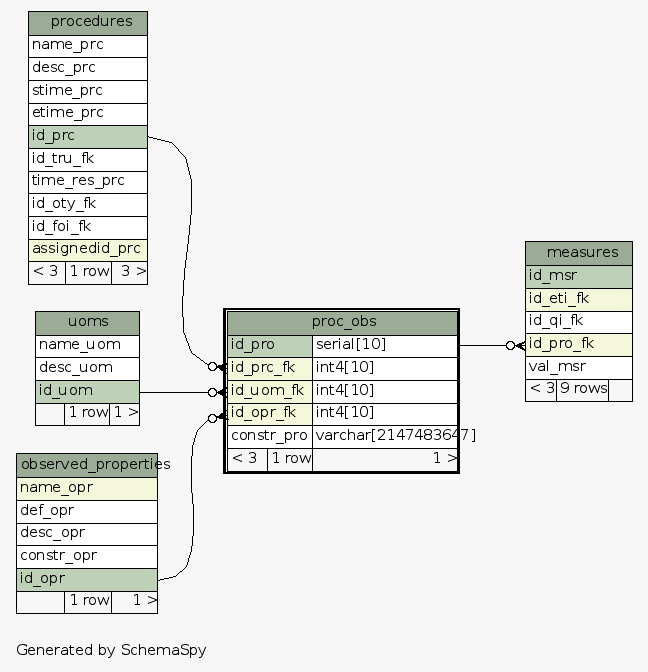 procedures
name_prc
desc_prc
stime_prc
etime_prc
id_prc
id_tru_fk
time_res_prc
id_oty_fk
id_foi_fk
assignedid_prc
< 3 1 row 3 >
uoms
name_uom
desc_uom
id_uom
1 row 1 >
observed_properties
name_opr
def_opr
desc_opr
constr_opr
id_opr
1 row 1 >
proc_obs
id_pro serial[10]
id_prc_fk int4[10]
id_uom_fk int4[10]
id_opr_fk int4[10]
constr_pro varchar[2147483647]
< 3 1 row 1 >
measures
id_msr
id_eti_fk
id_qi_fk
id_pro_fk
val_msr
< 3 9 rows
Generated by SchemaSpy